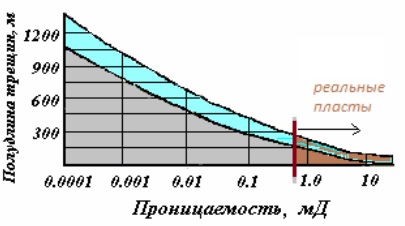 Полудлина трещин, м
1200
900
600
300
реальные
пласты
0.0001 0.001 0.01 0.1 1.0 10
Проницаемость, мД